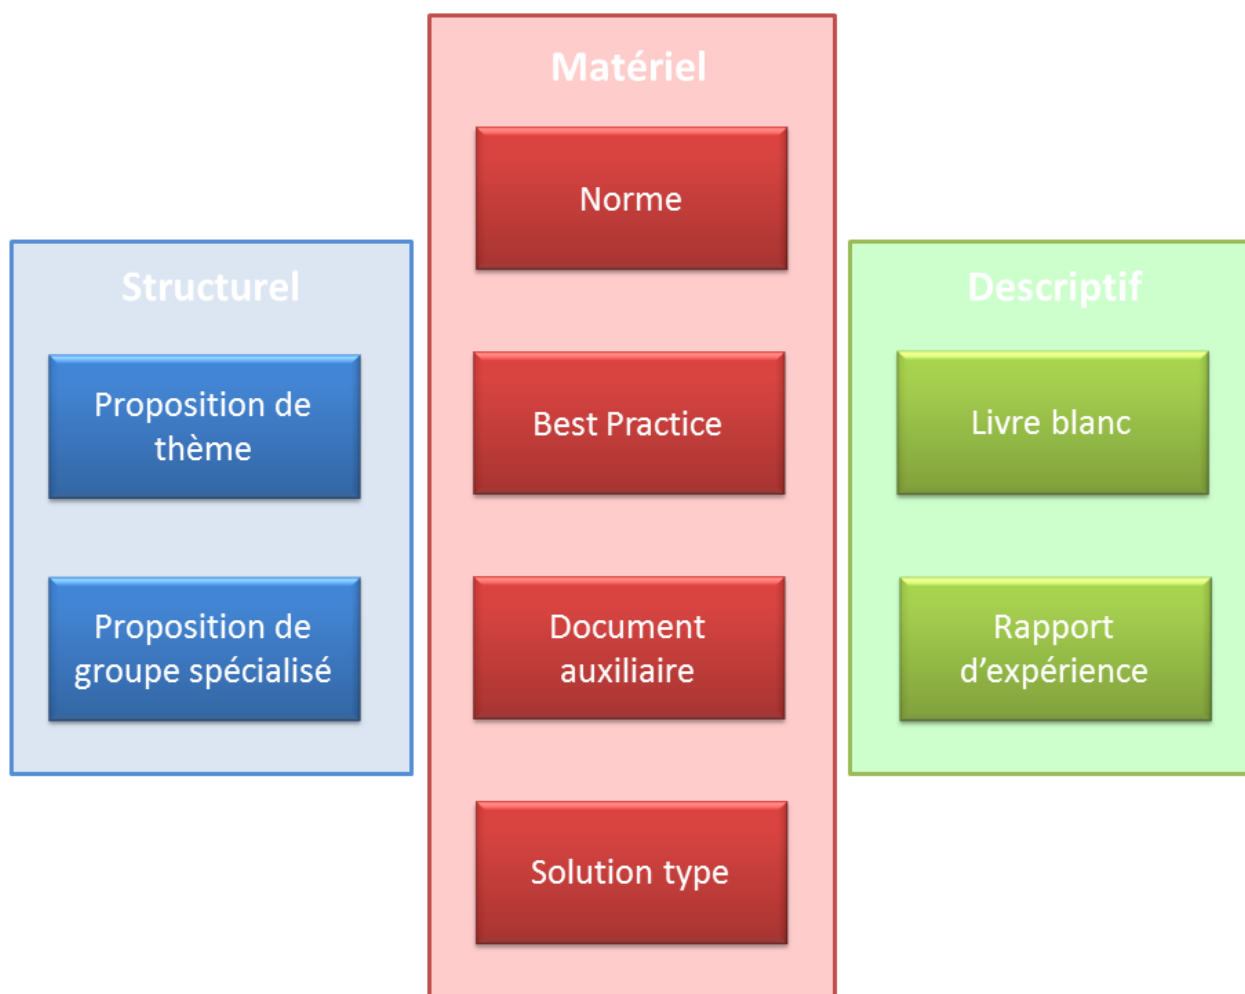 Structurel
Proposition de
thème
Proposition de
groupe spécialisé
Matériel
Norme
Best Practice
Document
auxiliaire
Solution type
Descriptif
Livre blanc
Rapport
d’expérience